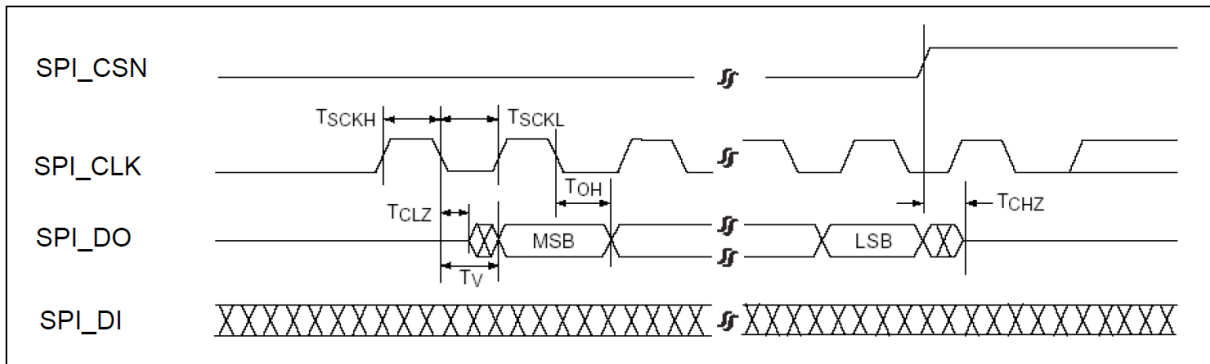 SPI_CSN
TSCKH
TSCKL
SPI_CLK
TOH
TCLZ
TCHZ
SPI_DO
MSB
LSB
TV
SPI_DI